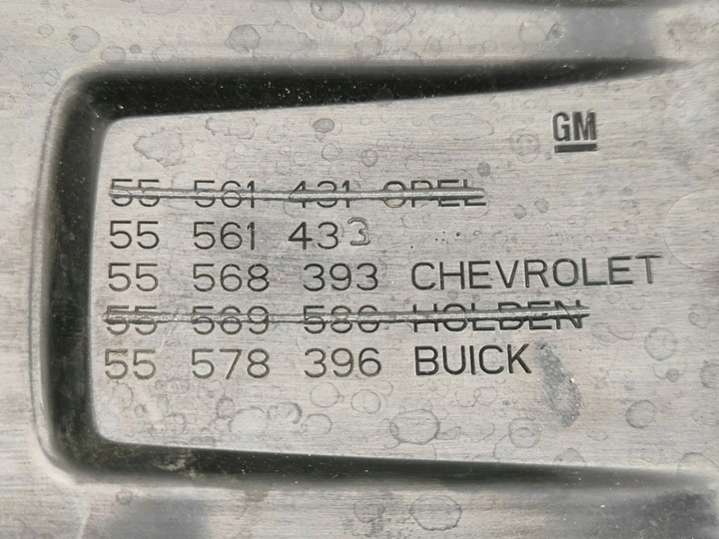 GM
55 561 431 OPEL
55 561 433
55 568 393 CHEVROLET
55 569 586 HOLDEN
55 578 396 BUICK